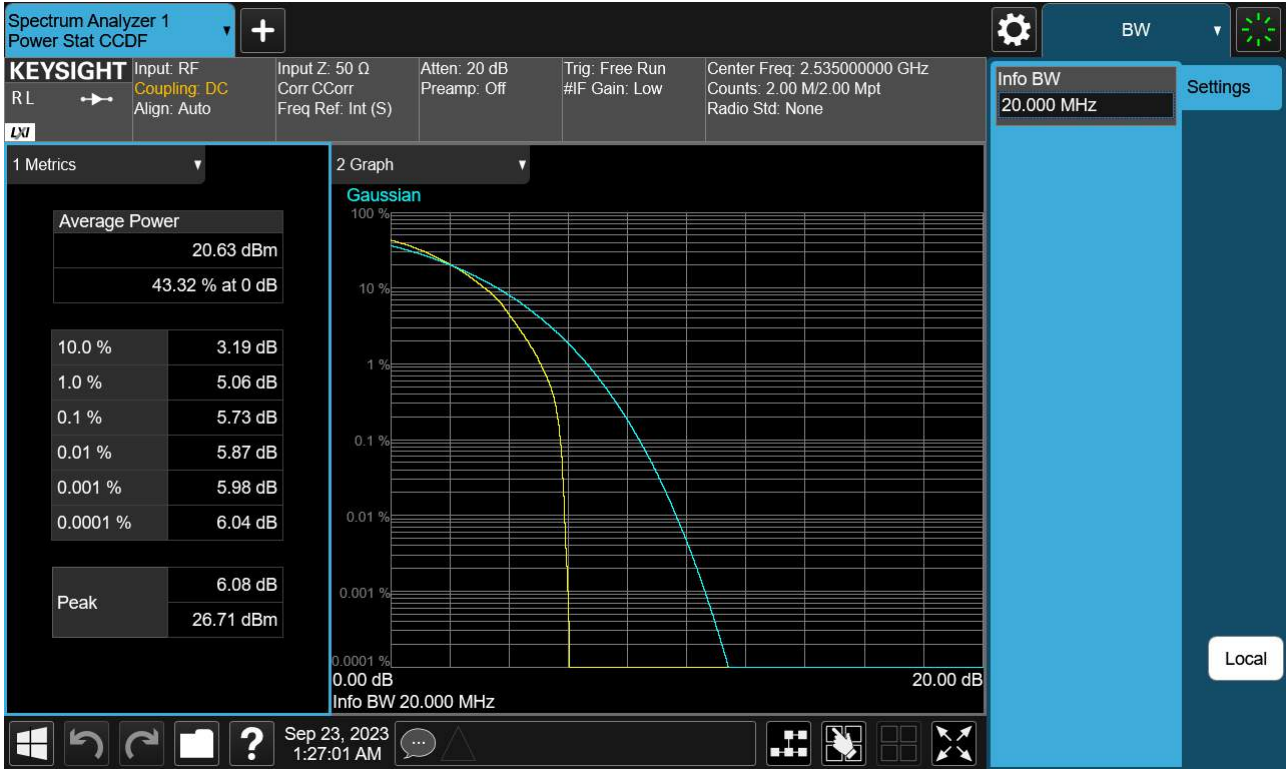 Spectrum Analyzer 1
Power Stat CCDF
+
BW
KEYSIGHT
R L
LXI
Input: RF
Coupling: DC
Align: Auto
Input Z: 50 Ω
Corr CCorr
Freq Ref: Int (S)
Atten: 20 dB
Preamp: Off
Trig: Free Run
#IF Gain: Low
Center Freq: 2.535000000 GHz
Counts: 2.00 M/2.00 Mpt
Radio Std: None
Info BW
20.000 MHz
Settings
1 Metrics
Average Power
20.63 dBm
43.32 % at 0 dB
10.0 % 3.19 dB
1.0 % 5.06 dB
0.1 % 5.73 dB
0.01 % 5.87 dB
0.001 % 5.98 dB
0.0001 % 6.04 dB
Peak 6.08 dB
26.71 dBm
2 Graph
Gaussian
100 %
10 %
1 %
0.1 %
0.01 %
0.001 %
0.0001 %
0.00 dB 20.00 dB
Info BW 20.000 MHz
Local
?
Sep 23, 2023
1:27:01 AM